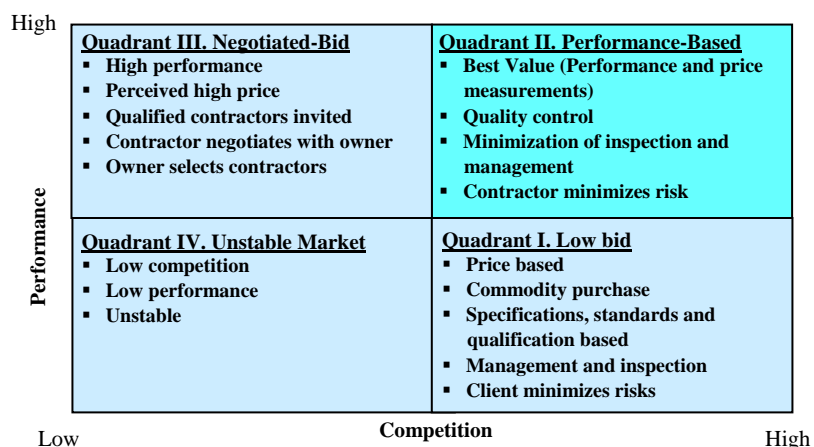 High
Quadrant III. Negotiated-Bid
▪ High performance
▪ Perceived high price
▪ Qualified contractors invited
▪ Contractor negotiates with owner
▪ Owner selects contractors
Quadrant II. Performance-Based
▪ Best Value (Performance and price
measurements)
▪ Quality control
▪ Minimization of inspection and
management
▪ Contractor minimizes risk
Performance
Quadrant IV. Unstable Market
▪ Low competition
▪ Low performance
▪ Unstable
Quadrant I. Low bid
▪ Price based
▪ Commodity purchase
▪ Specifications, standards and
qualification based
▪ Management and inspection
▪ Client minimizes risks
Low
Competition
High